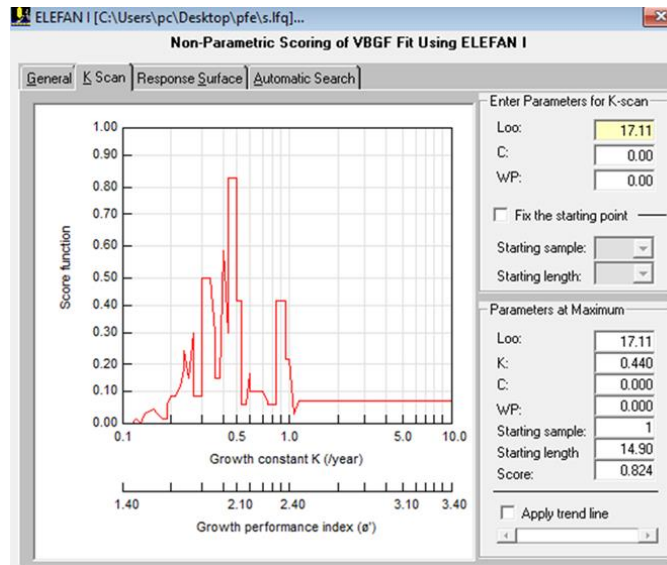 ELEFAN I [C:\Users\pc\Desktop\pfe\s.lfq]...
Non-Parametric Scoring of VBGF Fit Using ELEFAN I
General K Scan Response Surface Automatic Search
Score function
1.00
0.90
0.80
0.70
0.60
0.50
0.40
0.30
0.20
0.10
0.00
0.1 0.5 1.0 5.0 10.0
Growth constant K (/year)
1.40 2.10 2.40 3.10 3.40
Growth performance index (ø')
Enter Parameters for K-scan
Loo: 17.11
C: 0.00
WP: 0.00
Fix the starting point
Starting sample:
Starting length:
Parameters at Maximum
Loo: 17.11
K: 0.440
C: 0.000
WP: 0.000
Starting sample: 1
Starting length 14.90
Score: 0.824
Apply trend line